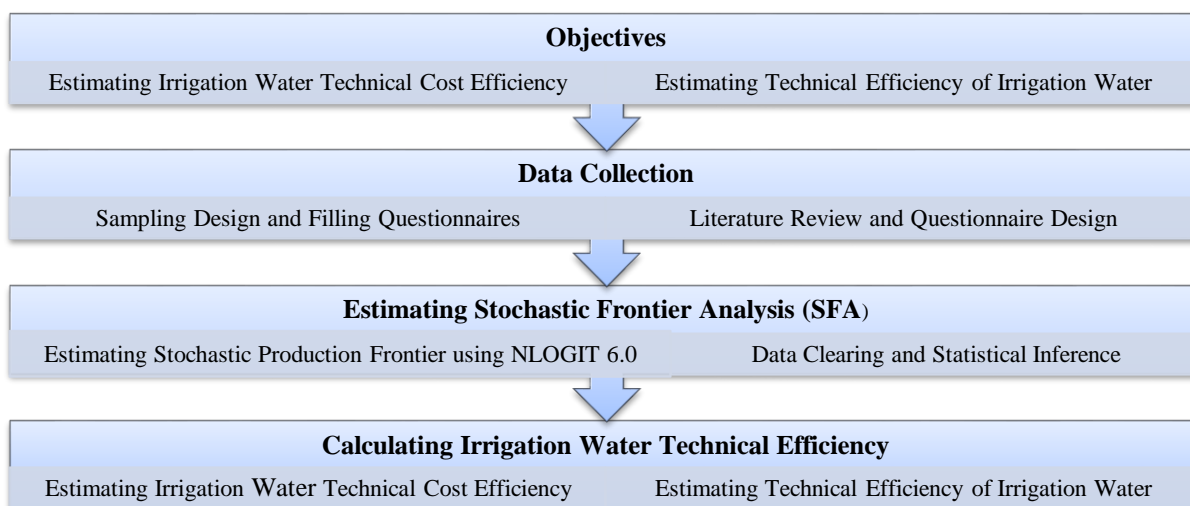 Objectives
Estimating Irrigation Water Technical Cost Efficiency
Estimating Technical Efficiency of Irrigation Water
Data Collection
Sampling Design and Filling Questionnaires
Literature Review and Questionnaire Design
Estimating Stochastic Frontier Analysis (SFA)
Estimating Stochastic Production Frontier using NLOGIT 6.0
Data Clearing and Statistical Inference
Calculating Irrigation Water Technical Efficiency
Estimating Irrigation Water Technical Cost Efficiency
Estimating Technical Efficiency of Irrigation Water